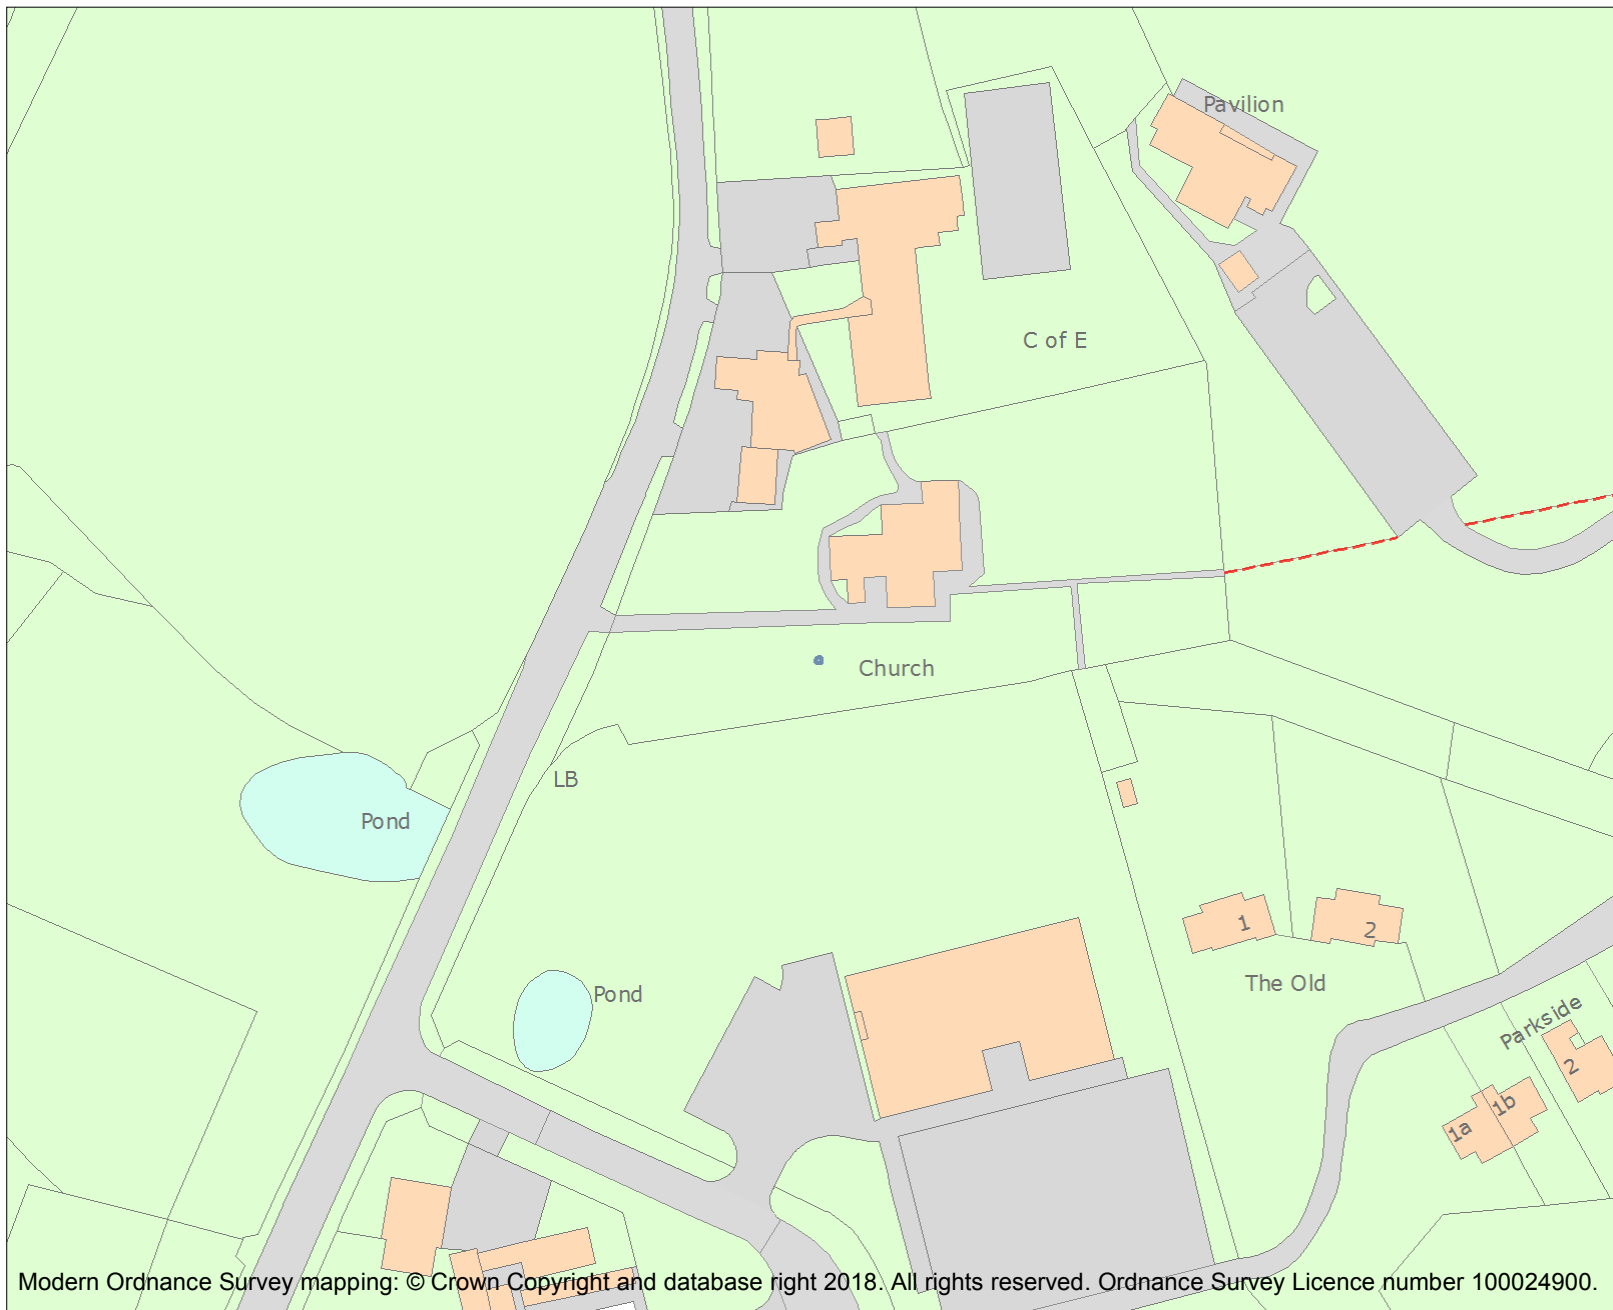 Pavilion
C of E
Church
LB
Pond
1
2
The Old
Pond
Parkside
2
1b
1a
Modern Ordnance Survey mapping: © Crown Copyright and database right 2018. All rights reserved. Ordnance Survey Licence number 100024900.